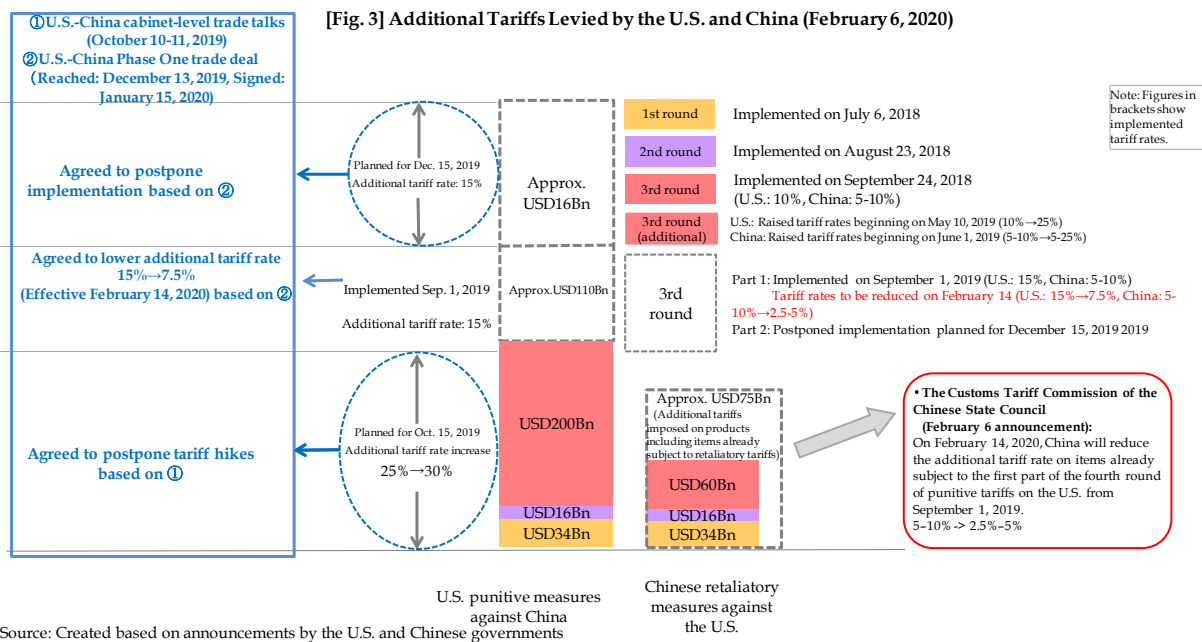 [Fig. 3] Additional Tariffs Levied by the U.S. and China (February 6, 2020)
①U.S.-China cabinet-level trade talks
(October 10-11, 2019)
②U.S.-China Phase One trade deal
(Reached: December 13, 2019, Signed:
January 15, 2020)
Agreed to postpone
implementation based on ②
Agreed to lower additional tariff rate
15%→7.5%
(Effective February 14, 2020) based on ②
Agreed to postpone tariff hikes
based on ①
Planned for Dec. 15, 2019
Additional tariff rate: 15%
Implemented Sep. 1, 2019
Additional tariff rate: 15%
Planned for Oct. 15, 2019
Additional tariff rate increase
25%→30%
Approx.
USD16Bn
Approx.USD110Bn
USD200Bn
USD16Bn
USD34Bn
U.S. punitive measures
against China
1st round
Implemented on July 6, 2018
2nd round
Implemented on August 23, 2018
3rd round
Implemented on September 24, 2018
(U.S.: 10%, China: 5-10%)
3rd round
(additional)
U.S.: Raised tariff rates beginning on May 10, 2019 (10%→25%)
China: Raised tariff rates beginning on June 1, 2019 (5-10%→5-25%)
3rd
round
Part 1: Implemented on September 1, 2019 (U.S.: 15%, China: 5-10%)
Tariff rates to be reduced on February 14 (U.S.: 15%→7.5%, China: 5-
10%→2.5-5%)
Part 2: Postponed implementation planned for December 15, 2019 2019
Note: Figures in
brackets show
implemented
tariff rates.
Approx. USD75Bn
(Additional tariffs
imposed on products
including items already
subject to retaliatory tariffs)
USD60Bn
USD16Bn
USD34Bn
Chinese retaliatory
measures against
the U.S.
• The Customs Tariff Commission of the
Chinese State Council
(February 6 announcement):
On February 14, 2020, China will reduce
the additional tariff rate on items already
subject to the first part of the fourth round
of punitive tariffs on the U.S. from
September 1, 2019.
5–10% -> 2.5%–5%
Source: Created based on announcements by the U.S. and Chinese governments